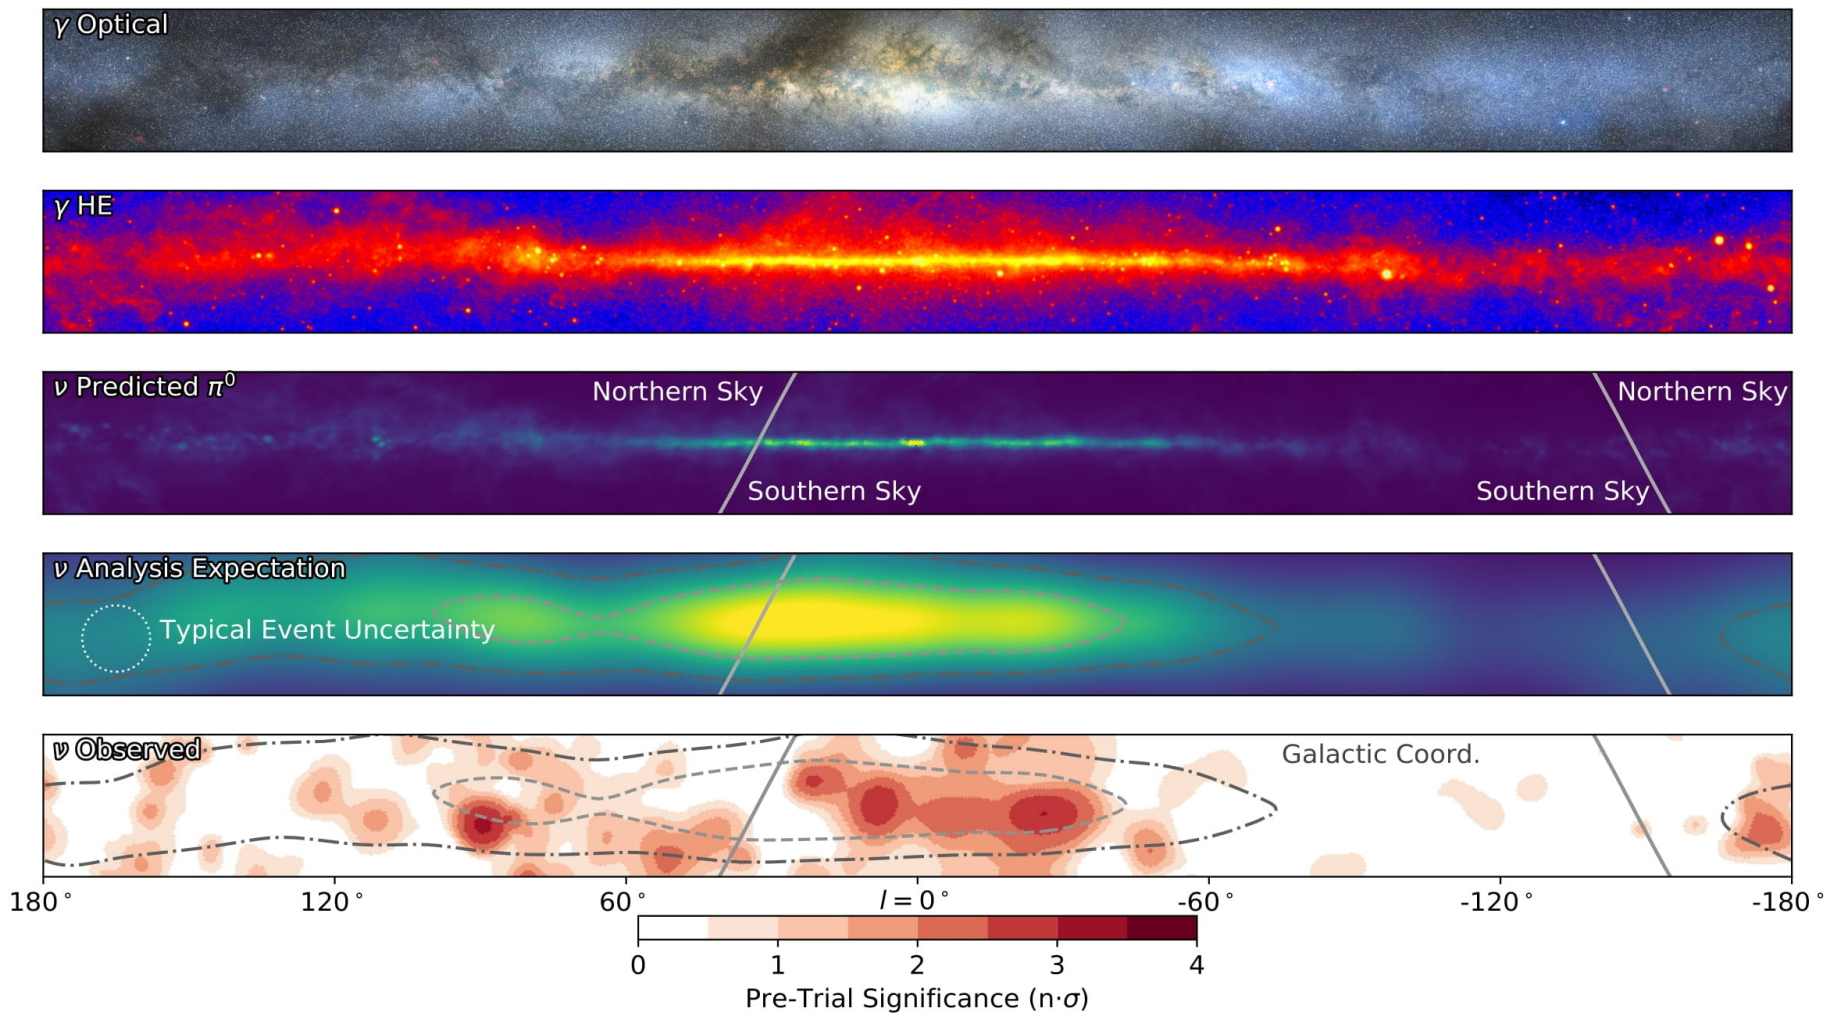 γ Optical
γ HE
ν Predicted π⁰
Northern Sky
Northern Sky
Southern Sky
Southern Sky
ν Analysis Expectation
Typical Event Uncertainty
ν Observed
Galactic Coord.
180° 120° 60° l = 0° -60° -120° -180°
0 1 2 3 4
Pre-Trial Significance (n·σ)